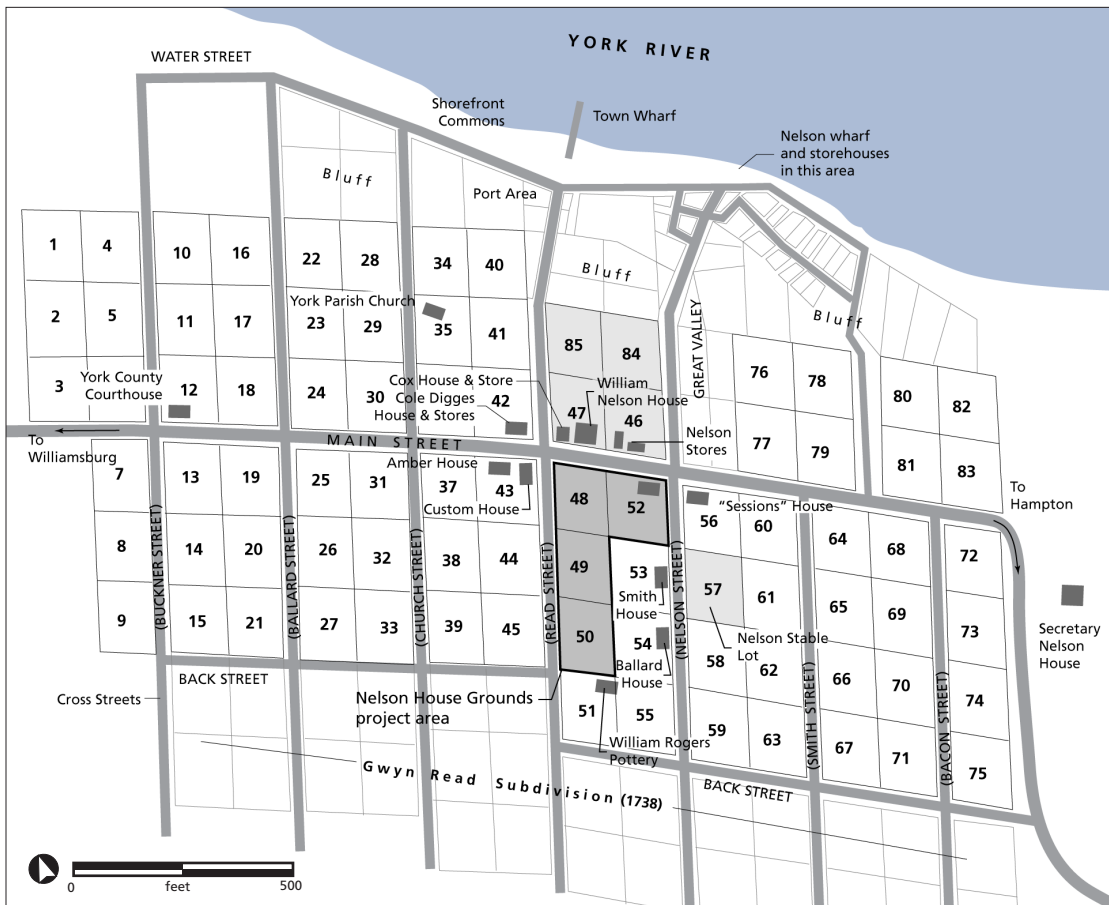 YORK RIVER
WATER STREET
Shorefront
Commons
Town Wharf
Nelson wharf
and storehouses
in this area
Bluff
Port Area
Bluff
Bluff
GREAT VALLEY
1
4
10
16
22
28
34
40
York Parish Church
2
5
11
17
23
29
35
41
85
84
76
78
80
82
York County
Courthouse
3
12
18
24
30
42
Cox House & Store
Cole Digges
House & Stores
47
46
William
Nelson House
Nelson
Stores
77
79
81
83
To
Williamsburg
MAIN STREET
To
Hampton
7
13
19
25
31
37
43
Amber House
Custom House
48
52
"Sessions" House
56
60
64
68
72
8
14
20
26
32
38
44
49
53
Smith
House
57
61
65
69
73
Nelson Stable
Lot
Secretary
Nelson
House
9
15
21
27
33
39
45
50
54
Ballard
House
58
62
66
70
74
(BUCKNER STREET)
(BALLARD STREET)
(CHURCH STREET)
(READ STREET)
(NELSON STREET)
(SMITH STREET)
(BACON STREET)
BACK STREET
Cross Streets
Nelson House Grounds
project area
51
55
59
63
67
71
75
William Rogers
Pottery
BACK STREET
Gwyn Read Subdivision (1738)
0
feet
500